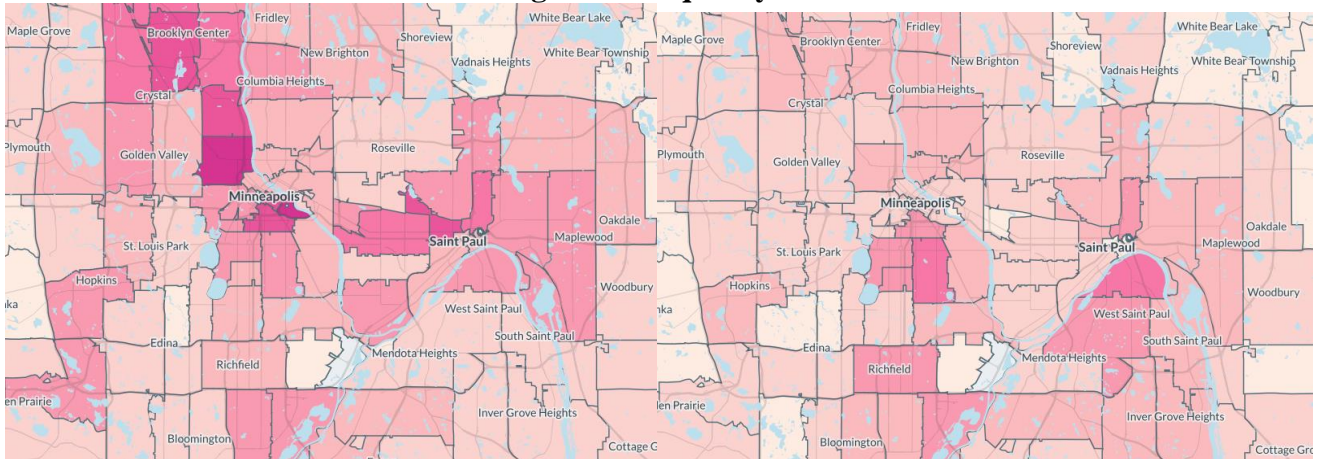 Fridley
White Bear Lake
Maple Grove
Brooklyn Center
Shoreview
New Brighton
White Bear Township
Vadnais Heights
Columbia Heights
Crystal
Plymouth
Golden Valley
Roseville
Minneapolis
Oakdale
St. Louis Park
Saint Paul
Maplewood
Hopkins
Woodbury
West Saint Paul
South Saint Paul
Edina
Mendota Heights
Richfield
Inver Grove Heights
Bloomington
Cottage G
Fridley
White Bear Lake
Maple Grove
Brooklyn Center
Shoreview
New Brighton
White Bear Township
Vadnais Heights
Columbia Heights
Crystal
Plymouth
Golden Valley
Roseville
Minneapolis
Oakdale
St. Louis Park
Saint Paul
Maplewood
Hopkins
Woodbury
West Saint Paul
South Saint Paul
Edina
Mendota Heights
Richfield
en Prairie
Inver Grove Heights
Bloomington
Cottage Gro